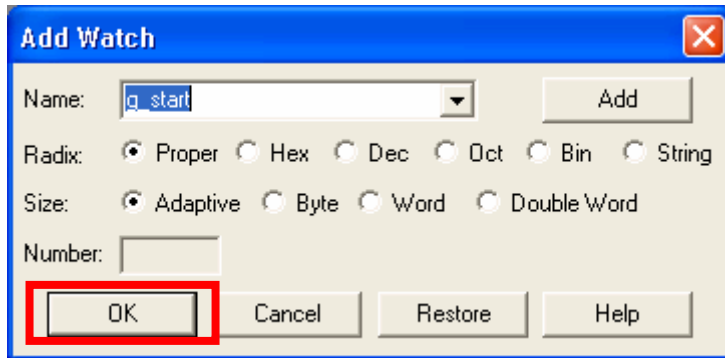 Add Watch
Name: g_start Add
Radix: Proper Hex Dec Oct Bin String
Size: Adaptive Byte Word Double Word
Number:
OK Cancel Restore Help